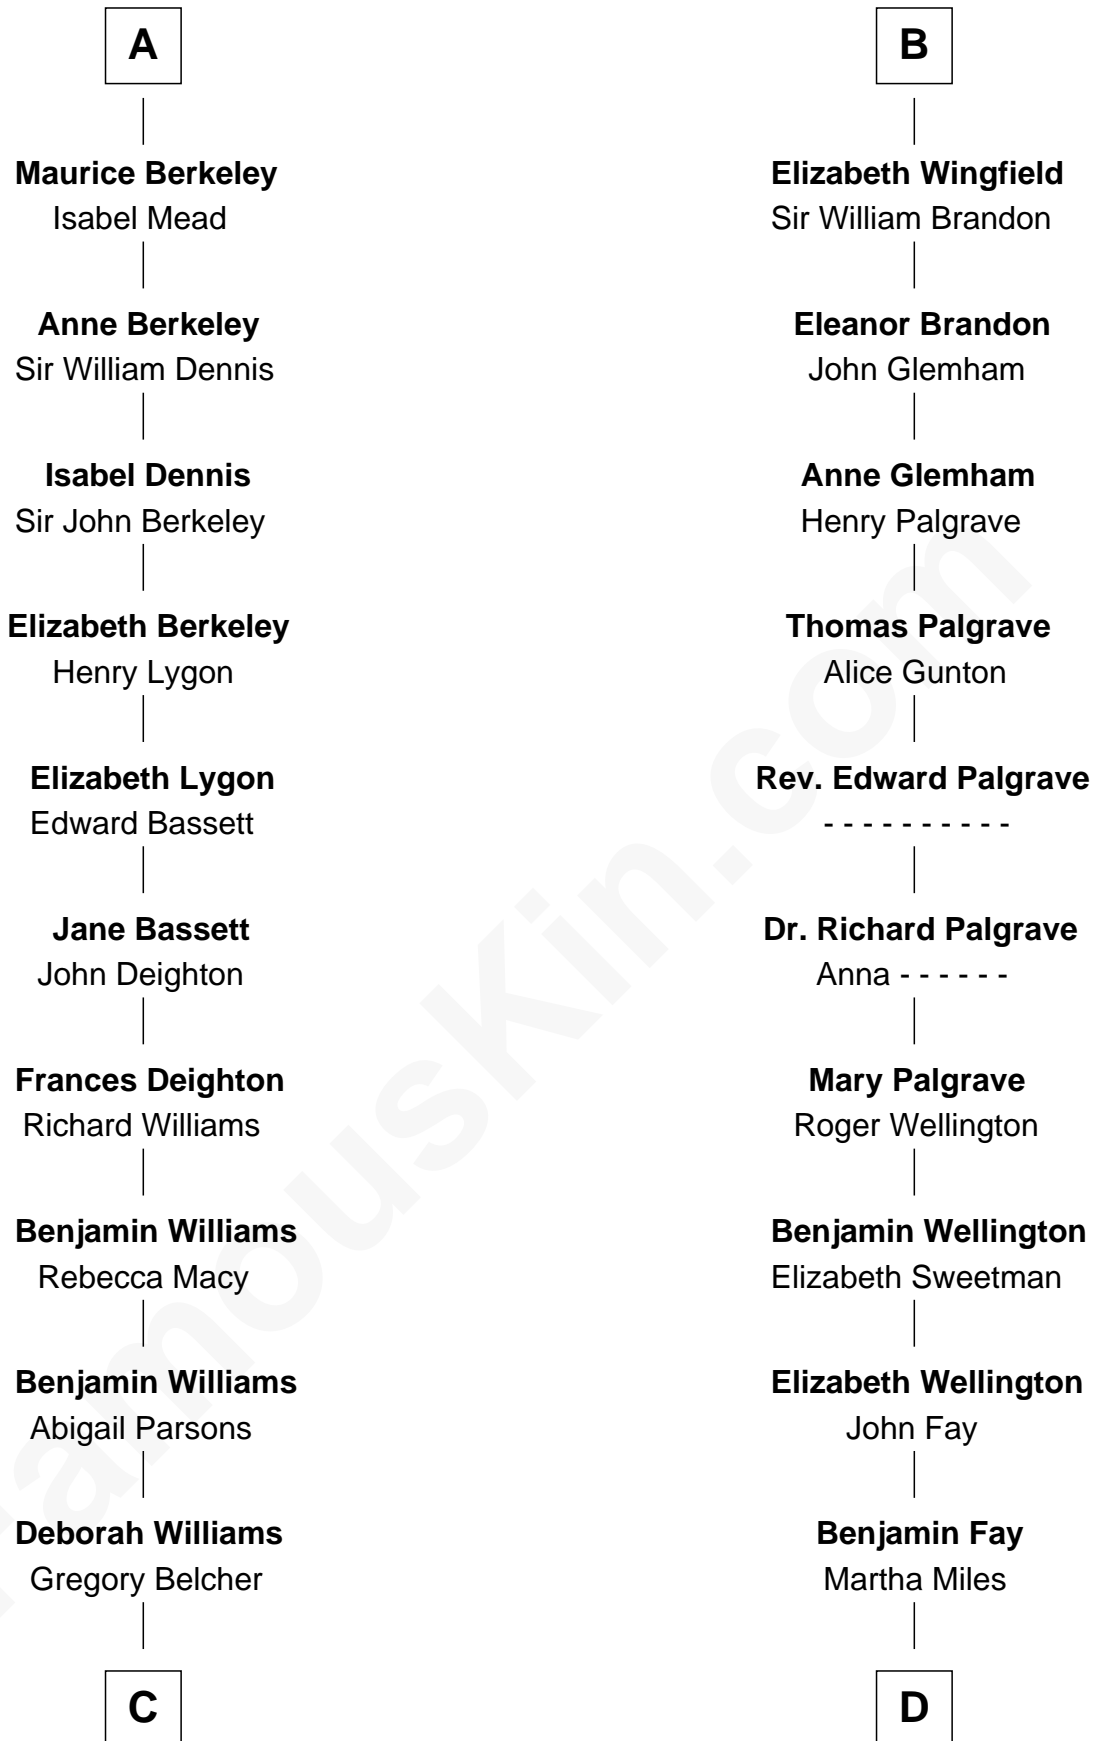 A
Maurice Berkeley
Isabel Mead
Anne Berkeley
Sir William Dennis
Isabel Dennis
Sir John Berkeley
Elizabeth Berkeley
Henry Lygon
Elizabeth Lygon
Edward Bassett
Jane Bassett
John Deighton
Frances Deighton
Richard Williams
Benjamin Williams
Rebecca Macy
Benjamin Williams
Abigail Parsons
Deborah Williams
Gregory Belcher
C
B
Elizabeth Wingfield
Sir William Brandon
Eleanor Brandon
John Glemham
Anne Glemham
Henry Palgrave
Thomas Palgrave
Alice Gunton
Rev. Edward Palgrave
- - - - - - - - - -
Dr. Richard Palgrave
Anna - - - - - -
Mary Palgrave
Roger Wellington
Benjamin Wellington
Elizabeth Sweetman
Elizabeth Wellington
John Fay
Benjamin Fay
Martha Miles
D
FamousKin.com